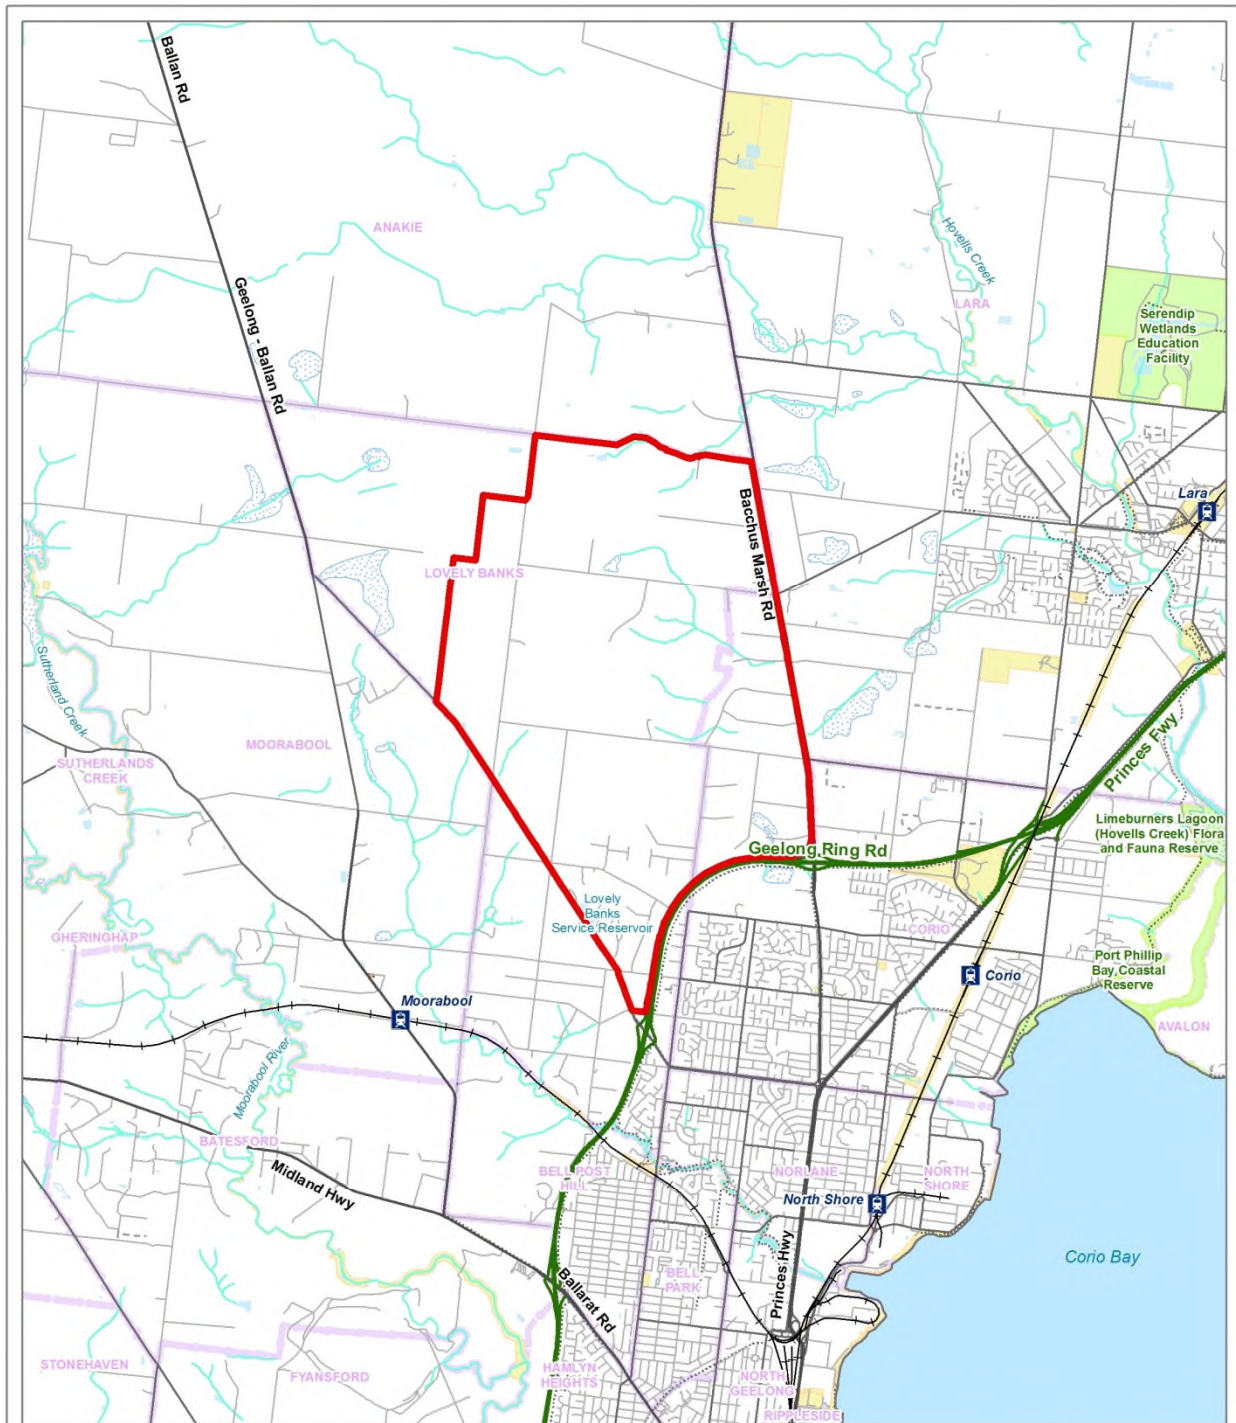 Ballan Rd
ANAKIE
Hovells Creek
LARA
Geelong - Ballan Rd
Serendip
Wetlands
Education
Facility
Lara
Bacchus Marsh Rd
LOVELY BANKS
Sutherland Creek
MOORABOOL
SUTHERLANDS
CREEK
Princes Fwy
Limeburners Lagoon
(Hovells Creek) Flora
and Fauna Reserve
Geelong Ring Rd
Lovely
Banks
Service Reservoir
GHERINGHAP
CORIO
Port Phillip
Bay Coastal
Reserve
Corio
Moorabool
AVALON
Moorabool River
BATESFORD
Midland Hwy
BELL POST
HILL
NORLANE
NORTH
SHORE
North Shore
Corio Bay
Princes Hwy
BELL
PARK
Ballarat Rd
STONEHAVEN
FYANSFORD
HAMLYN
HEIGHTS
NORTH
GEELONG
RIPPLESIDE